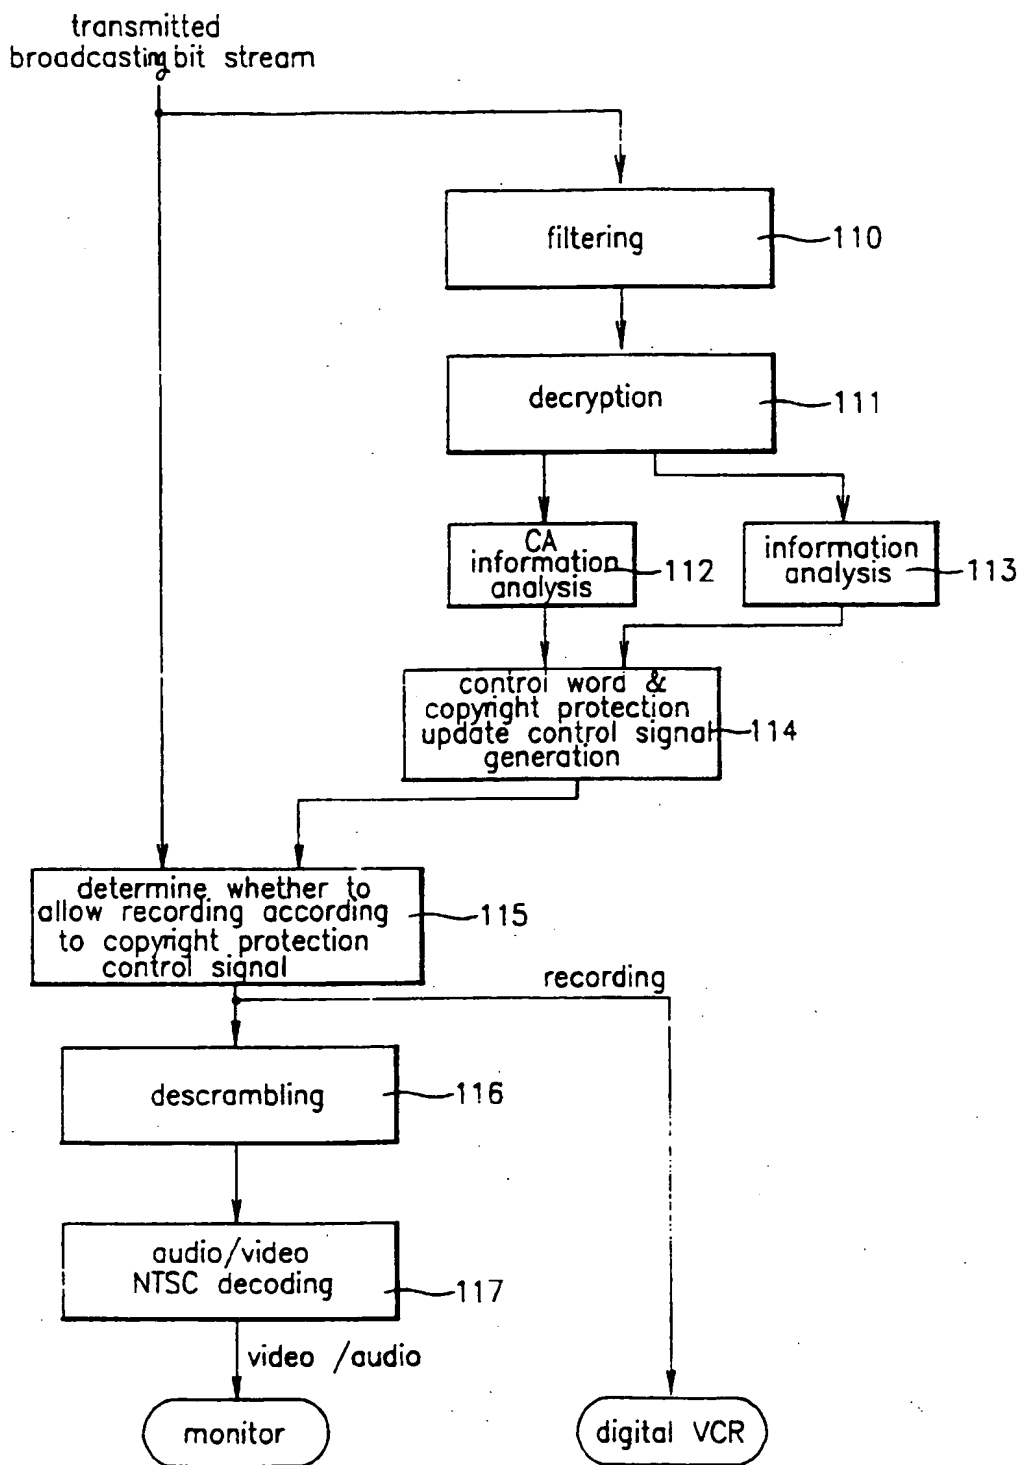 transmitted
broadcasting bit stream
filtering
110
decryption
111
CA
information
analysis
112
information
analysis
113
control word &
copyright protection
update control signal
generation
114
determine whether to
allow recording according
to copyright protection
control signal
115
recording
descrambling
116
audio/video
NTSC decoding
117
video /audio
monitor
digital VCR